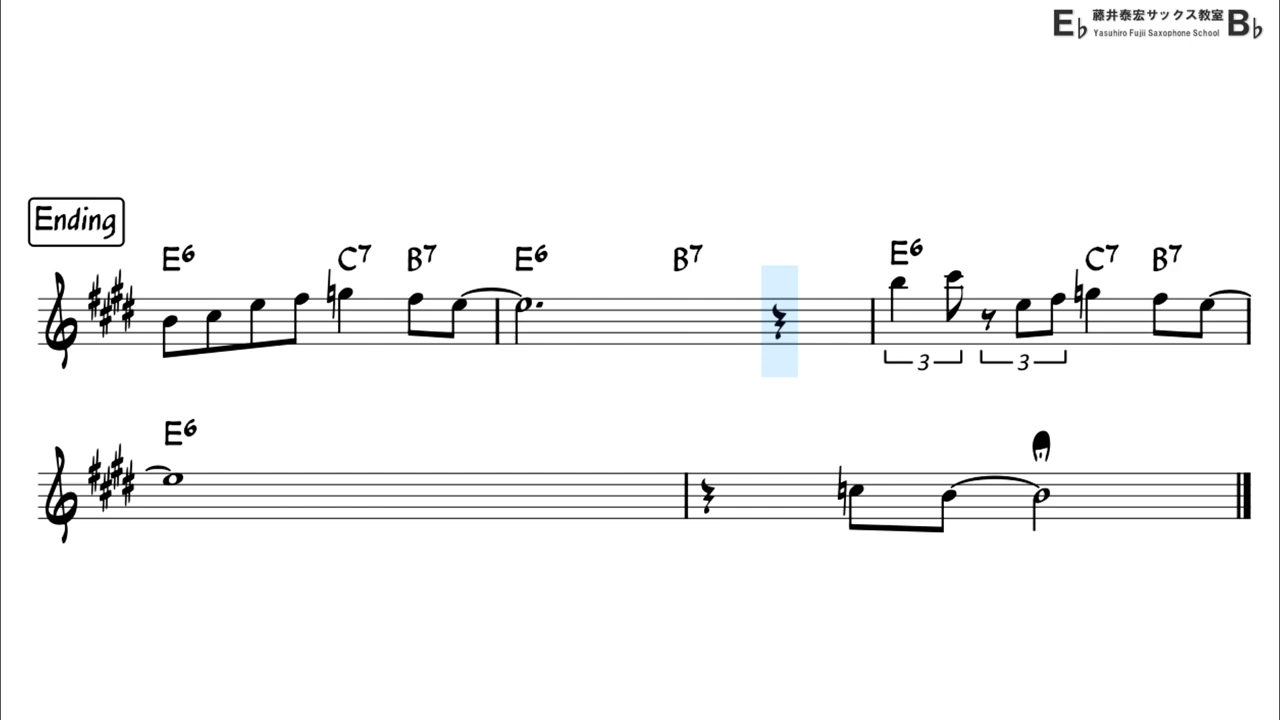 E♭ 藤井泰宏サックス教室 B♭
Yasuhiro Fujii Saxophone School
Ending
E6 C7 B7 E6 B7 E6 C7 B7
3 3
E6